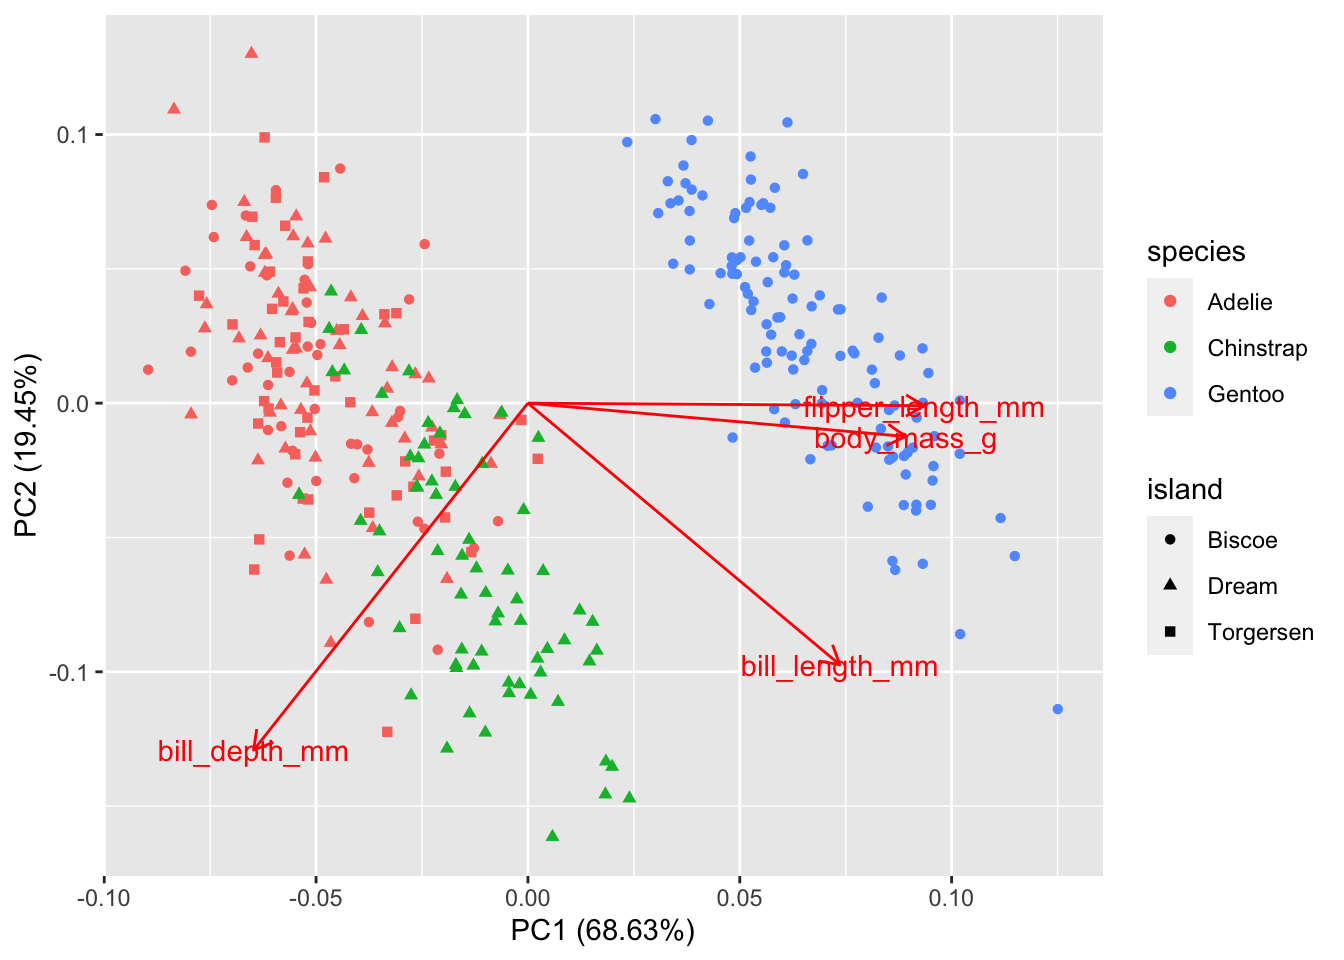 0.1
0.0
-0.1
PC2 (19.45%)
flipper_length_mm
body_mass_g
bill_length_mm
bill_depth_mm
-0.10
-0.05
0.00
0.05
0.10
PC1 (68.63%)
species
Adelie
Chinstrap
Gentoo
island
Biscoe
Dream
Torgersen